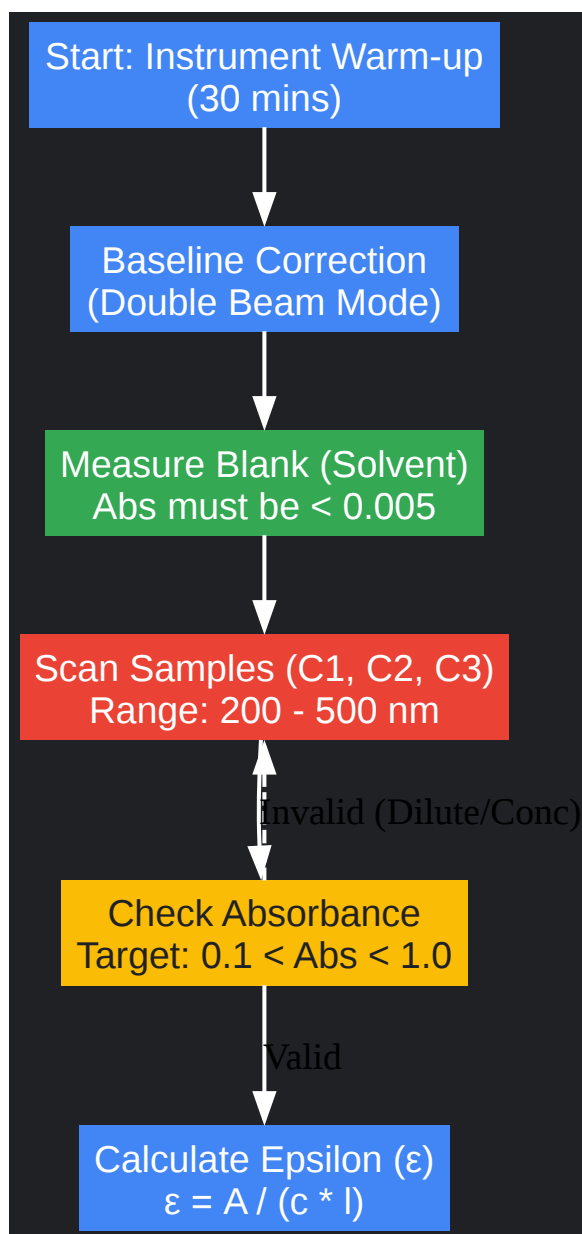 Start: Instrument Warm-up
(30 mins)
Baseline Correction
(Double Beam Mode)
Measure Blank (Solvent)
Abs must be < 0.005
Scan Samples (C1, C2, C3)
Range: 200 - 500 nm
Invalid (Dilute/Conc)
Check Absorbance
Target: 0.1 < Abs < 1.0
Valid
Calculate Epsilon (ε)
ε = A / (c * l)